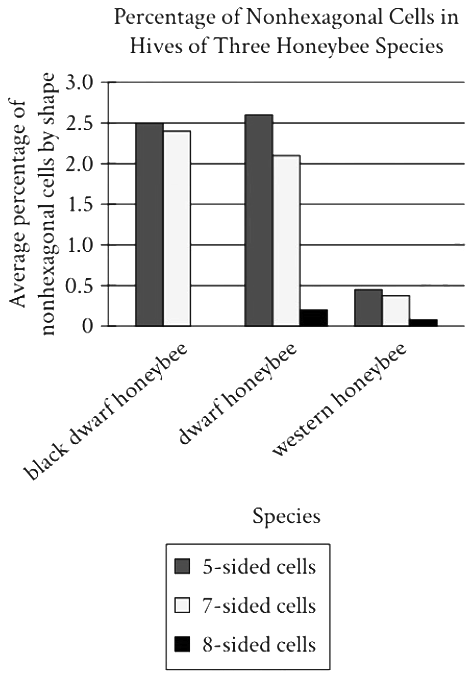 Percentage of Nonhexagonal Cells in
Hives of Three Honeybee Species
Average percentage of
nonhexagonal cells by shape
3.0
2.5
2.0
1.5
1.0
0.5
0
black dwarf honeybee
dwarf honeybee
western honeybee
Species
5-sided cells
7-sided cells
8-sided cells